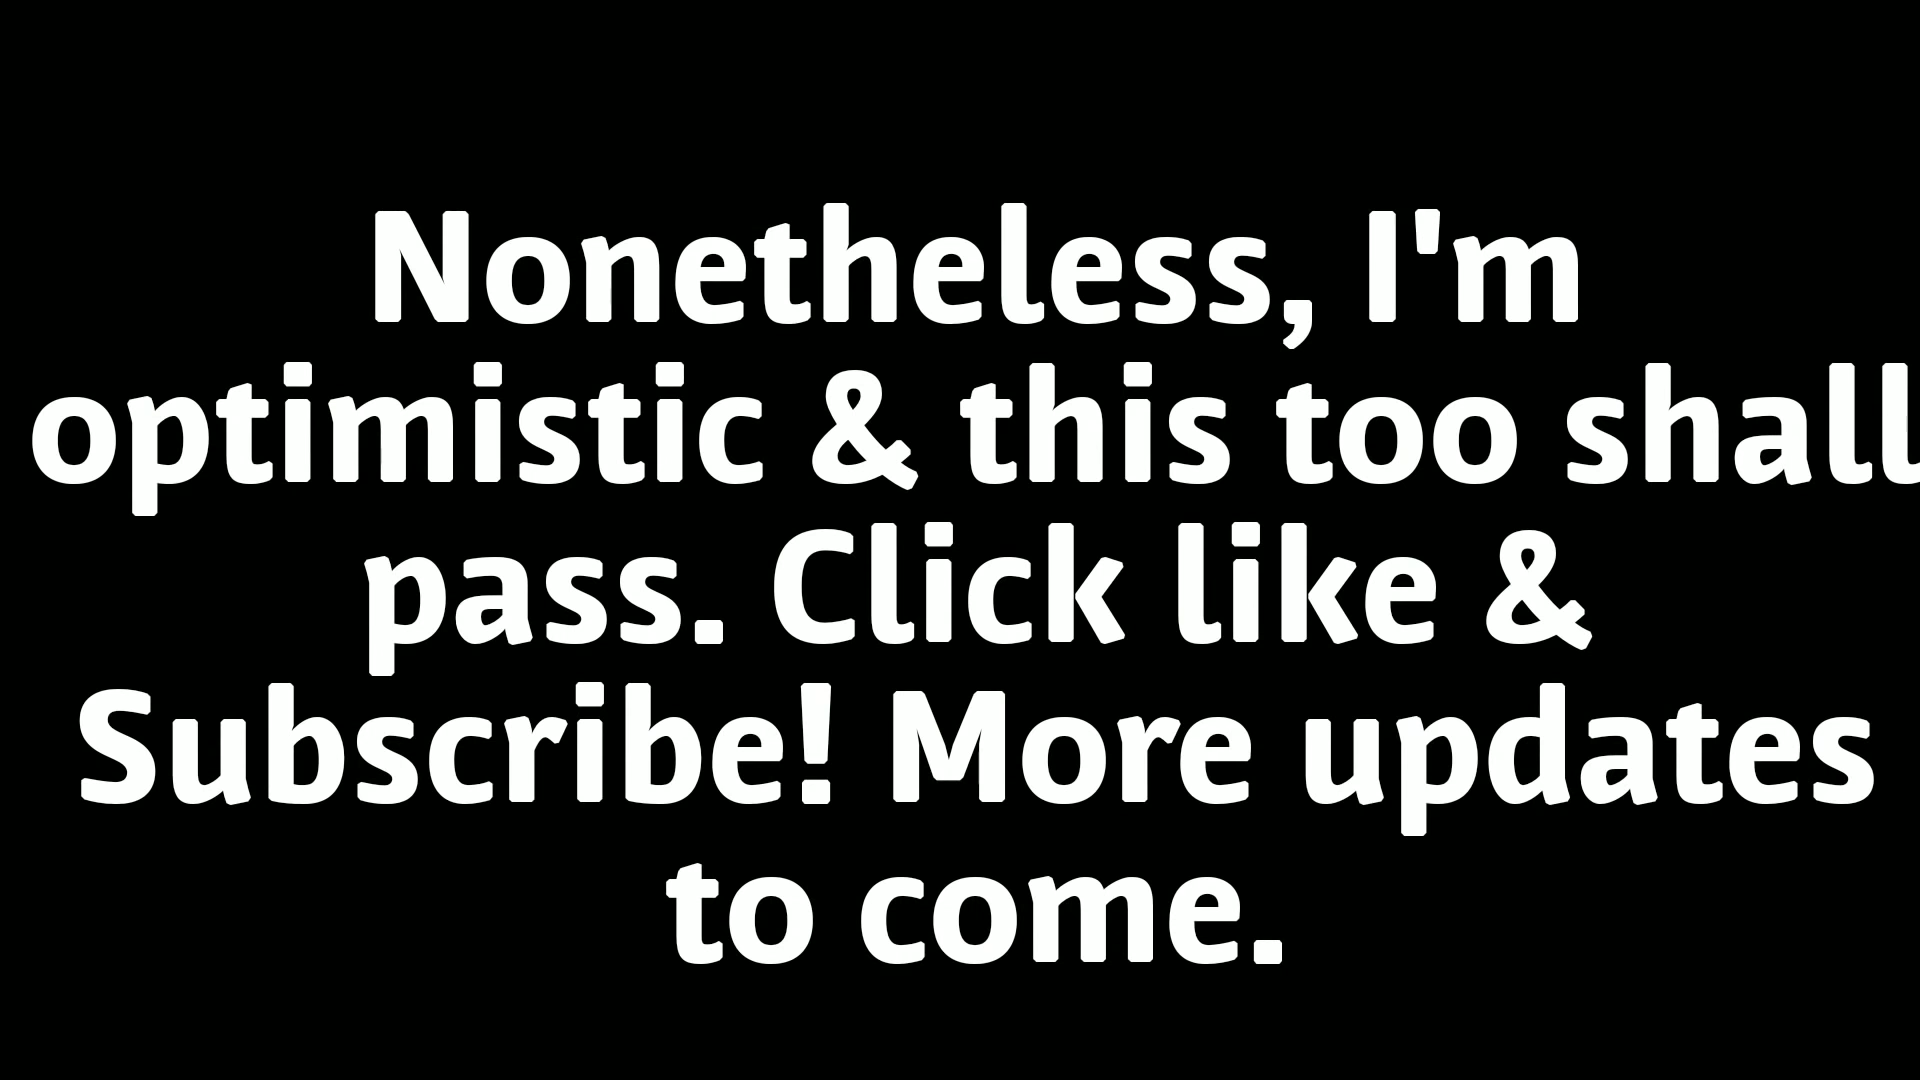 Nonetheless, I'm
optimistic & this too shall
pass. Click like &
Subscribe! More updates
to come.